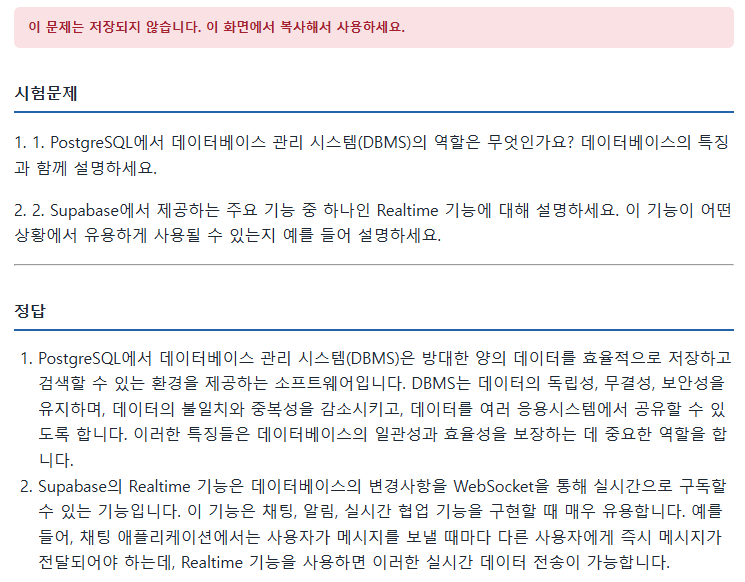 이 문제는 저장되지 않습니다. 이 화면에서 복사해서 사용하세요.
시험문제
1. 1. PostgreSQL에서 데이터베이스 관리 시스템(DBMS)의 역할은 무엇인가요? 데이터베이스의 특징
과 함께 설명하세요.
2. 2. Supabase에서 제공하는 주요 기능 중 하나인 Realtime 기능에 대해 설명하세요. 이 기능이 어떤
상황에서 유용하게 사용될 수 있는지 예를 들어 설명하세요.
정답
1. PostgreSQL에서 데이터베이스 관리 시스템(DBMS)은 방대한 양의 데이터를 효율적으로 저장하고
검색할 수 있는 환경을 제공하는 소프트웨어입니다. DBMS는 데이터의 독립성, 무결성, 보안성을
유지하며, 데이터의 불일치와 중복성을 감소시키고, 데이터를 여러 응용시스템에서 공유할 수 있
도록 합니다. 이러한 특징들은 데이터베이스의 일관성과 효율성을 보장하는 데 중요한 역할을 합
니다.
2. Supabase의 Realtime 기능은 데이터베이스의 변경사항을 WebSocket을 통해 실시간으로 구독할
수 있는 기능입니다. 이 기능은 채팅, 알림, 실시간 협업 기능을 구현할 때 매우 유용합니다. 예를
들어, 채팅 애플리케이션에서는 사용자가 메시지를 보낼 때마다 다른 사용자에게 즉시 메시지가
전달되어야 하는데, Realtime 기능을 사용하면 이러한 실시간 데이터 전송이 가능합니다.